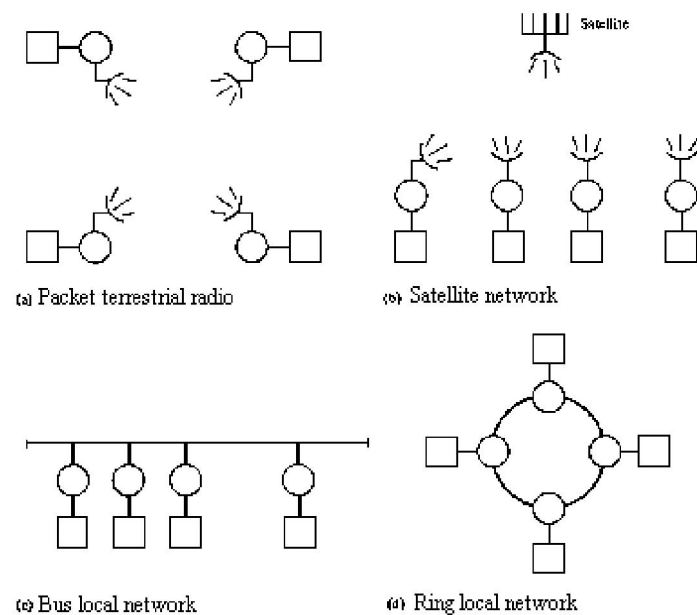 Satellite
(a) Packet terrestrial radio
(b) Satellite network
(c) Bus local network
(d) Ring local network